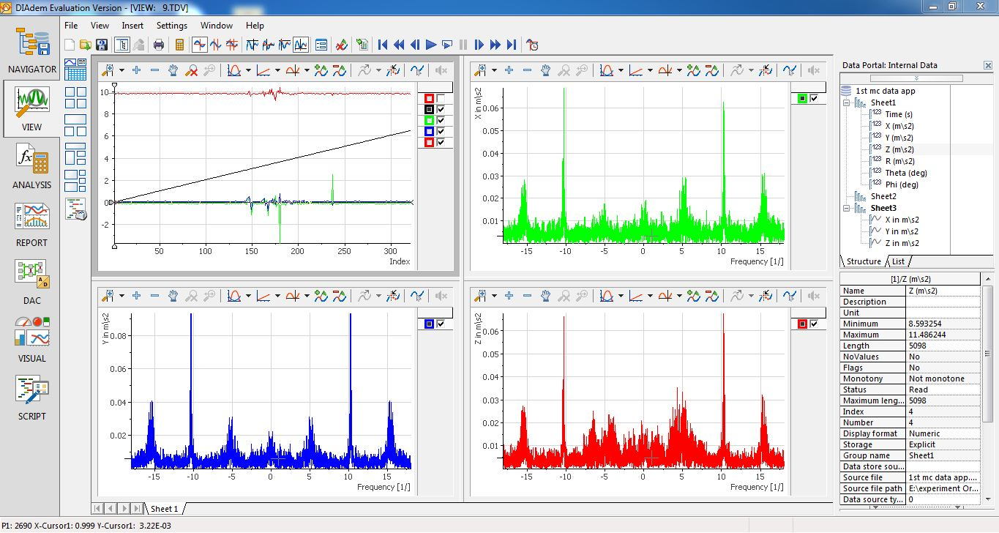 DIAdem Evaluation Version - [VIEW: 9.TDV]
File View Insert Settings Window Help
NAVIGATOR
VIEW
ANALYSIS
REPORT
DAC
VISUAL
SCRIPT
10
8
6
4
2
0
-2
50 100 150 200 250 300
Index
X in m\s2
0.06
0.05
0.04
0.03
0.02
0.01
-15 -10 -5 0 5 10 15
Frequency [1/]
Y in m\s2
0.08
0.06
0.04
0.02
-15 -10 -5 0 5 10 15
Frequency [1/]
Z in m\s2
0.06
0.05
0.04
0.03
0.02
0.01
-15 -10 -5 0 5 10 15
Frequency [1/]
Sheet 1
Data Portal: Internal Data
1st mc data app
Sheet1
123 Time (s)
123 X (m\s2)
123 Y (m\s2)
123 Z (m\s2)
123 R (m\s2)
123 Theta (deg)
123 Phi (deg)
Sheet2
Sheet3
X in m\s2
Y in m\s2
Z in m\s2
Structure List
[1]/Z (m\s2)
Name Z (m\s2)
Description
Unit
Minimum 8.593254
Maximum 11.486244
Length 5098
NoValues No
Flags No
Monotony Not monotone
Status Read
Maximum leng... 5098
Index 4
Number 4
Display format Numeric
Storage Explicit
Group name Sheet1
Data store sou...
Source file 1st mc data app....
Source file path E:\experiment Or...
Data source ty... 0
P1: 2690 X-Cursor1: 0.999 Y-Cursor1: 3.22E-03